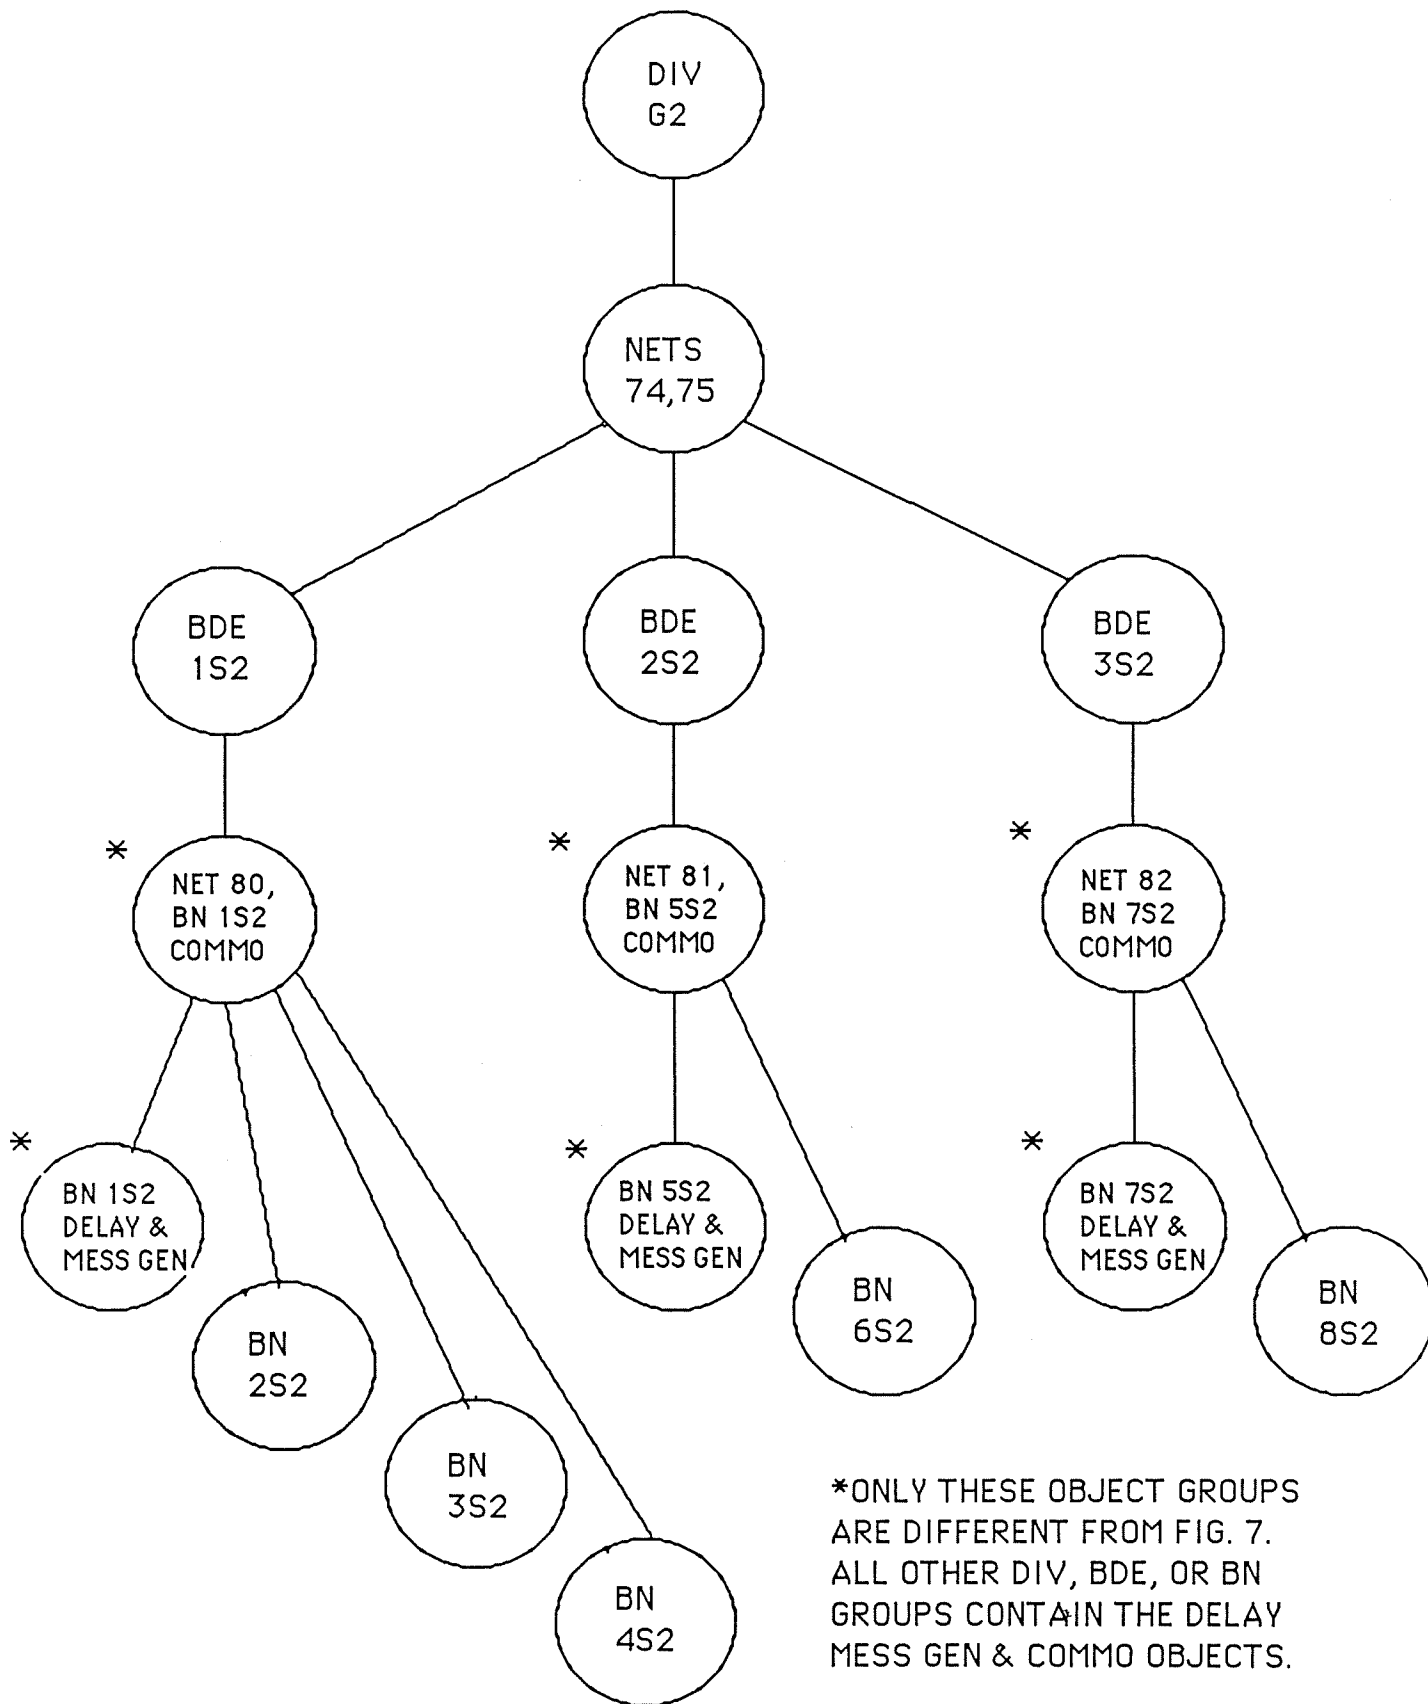 DIV
G2
NETS
74,75
BDE
1S2
BDE
2S2
BDE
3S2
*
NET 80,
BN 1S2
COMMO
*
NET 81,
BN 5S2
COMMO
*
NET 82
BN 7S2
COMMO
*
BN 1S2
DELAY &
MESS GEN
BN
2S2
BN
3S2
BN
4S2
*
BN 5S2
DELAY &
MESS GEN
BN
6S2
*
BN 7S2
DELAY &
MESS GEN
BN
8S2
*ONLY THESE OBJECT GROUPS
ARE DIFFERENT FROM FIG. 7.
ALL OTHER DIV, BDE, OR BN
GROUPS CONTAIN THE DELAY
MESS GEN & COMMO OBJECTS.